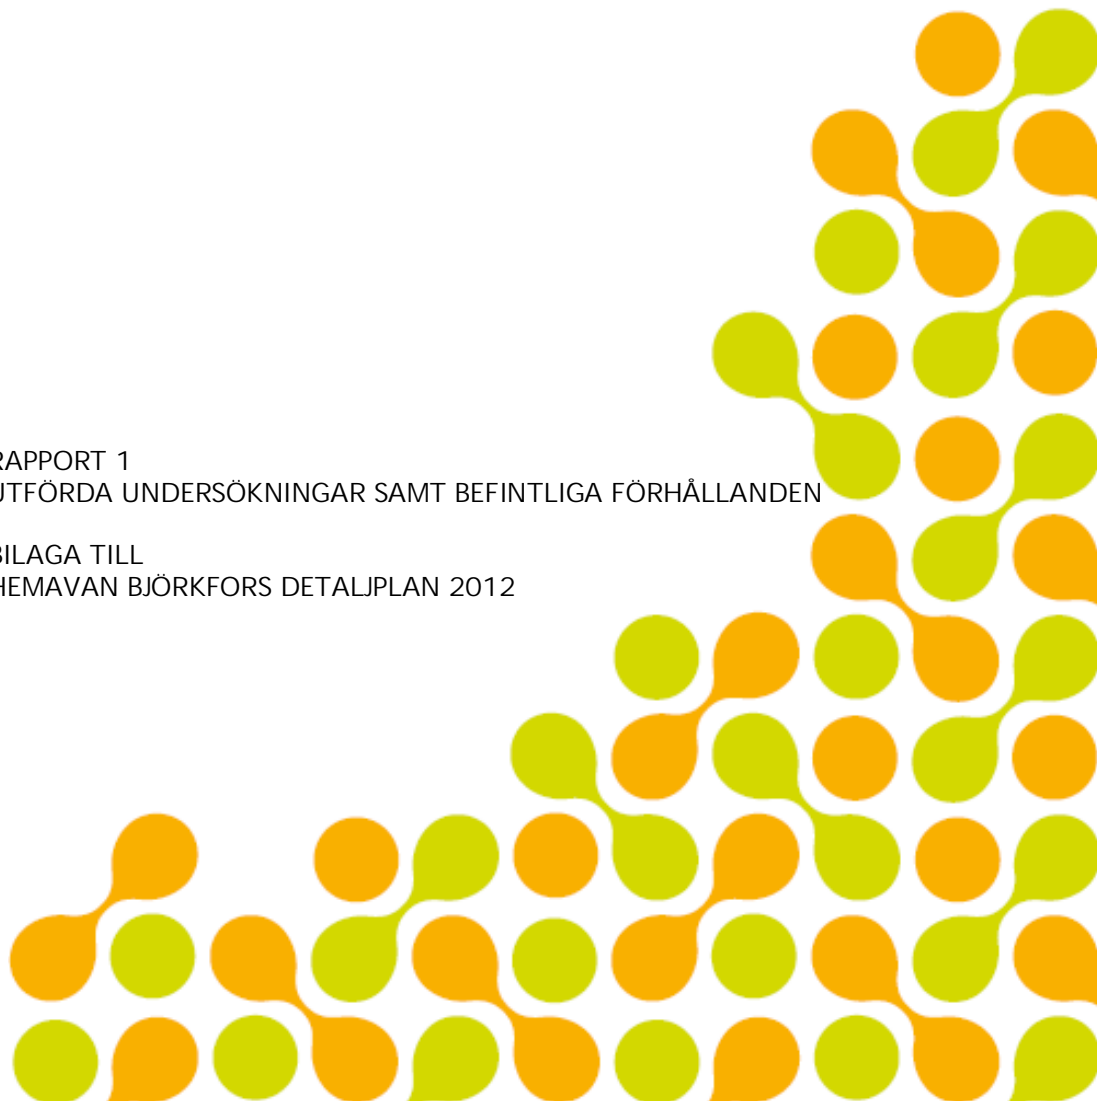 RAPPORT 1
UTFÖRDA UNDERSÖKNINGAR SAMT BEFINTLIGA FÖRHÅLLANDEN
BILAGA TILL
HEMAVAN BJÖRKFORS DETALJPLAN 2012